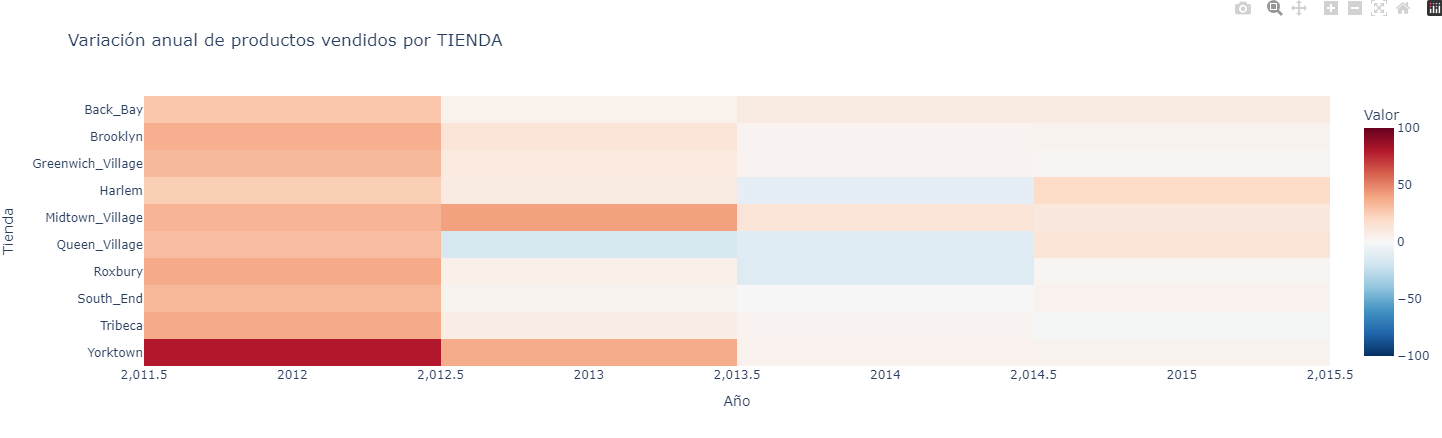 Variación anual de productos vendidos por TIENDA
Tienda
Back_Bay
Brooklyn
Greenwich_Village
Harlem
Midtown_Village
Queen_Village
Roxbury
South_End
Tribeca
Yorktown
2,011.5 2012 2,012.5 2013 2,013.5 2014 2,014.5 2015 2,015.5
Año
Valor
100
50
0
−50
−100